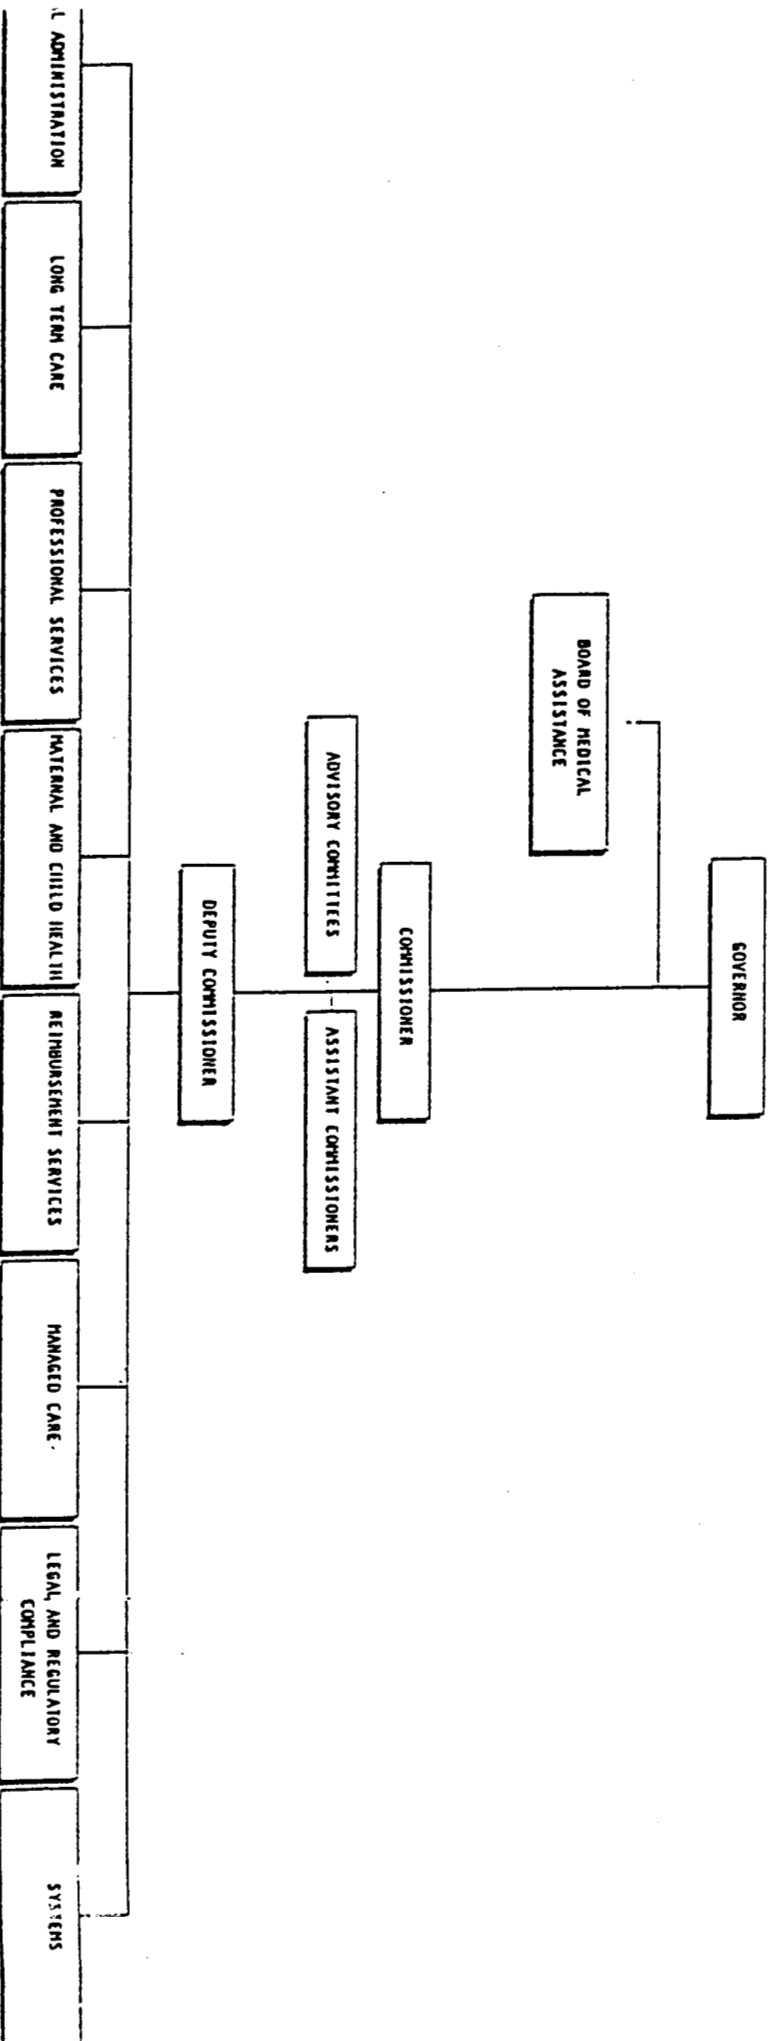 GOVERNOR
BOARD OF MEDICAL
ASSISTANCE
COMMISSIONER
ADVISORY COMMITTEES
ASSISTANT COMMISSIONERS
DEPUTY COMMISSIONER
ADMINISTRATION
LONG TERM CARE
PROFESSIONAL SERVICES
MATERNAL AND CHILD HEALTH
REIMBURSEMENT SERVICES
MANAGED CARE
LEGAL AND REGULATORY
COMPLIANCE
SYSTEMS